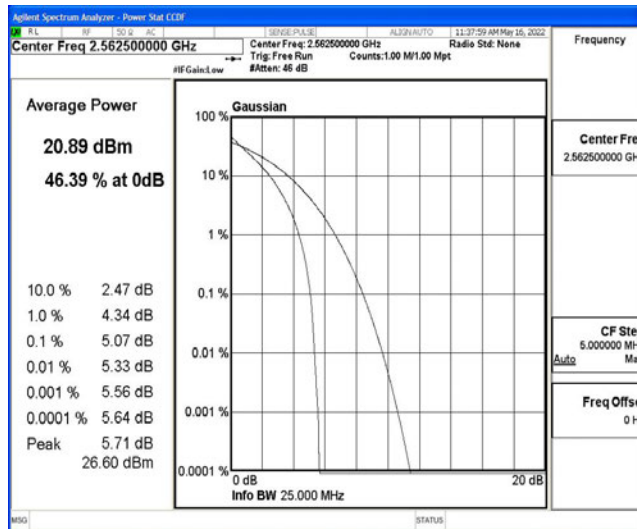 Agilent Spectrum Analyzer - Power Stat CCDF
RL RF 50 Ω AC SENSE:PULSE ALIGN AUTO 11:37:59 AM May 16, 2022
Center Freq 2.562500000 GHz
Center Freq: 2.562500000 GHz Radio Std: None
Trig: Free Run Counts:1.00 M/1.00 Mpt
#IFGain:Low #Atten: 46 dB
Frequency
Average Power
20.89 dBm
46.39 % at 0dB
10.0 % 2.47 dB
1.0 % 4.34 dB
0.1 % 5.07 dB
0.01 % 5.33 dB
0.001 % 5.56 dB
0.0001 % 5.64 dB
Peak 5.71 dB
26.60 dBm
Gaussian
100 %
10 %
1 %
0.1 %
0.01 %
0.001 %
0.0001 %
0 dB 20 dB
Info BW 25.000 MHz
Center Fre
2.562500000 GH
CF Ste
5.000000 MH
Auto Ma
Freq Offs
0 H
MSG STATUS